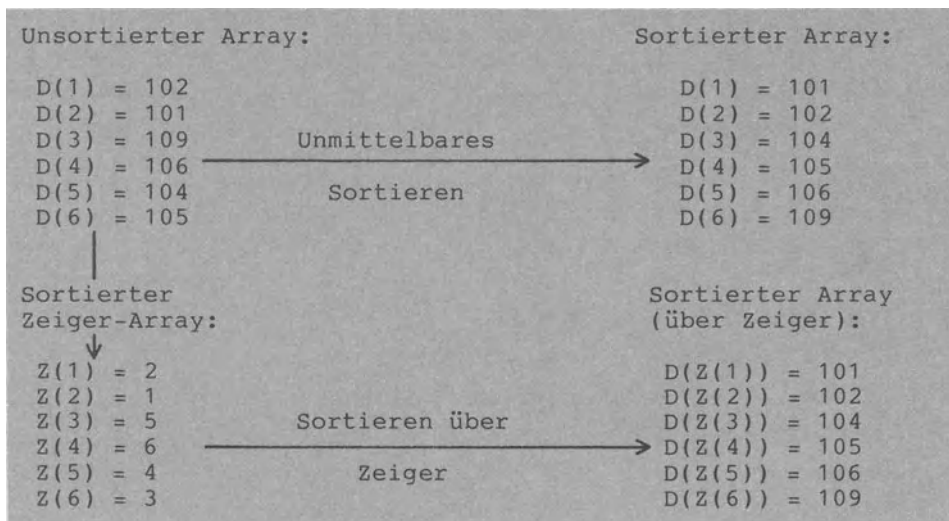 Unsortierter Array:
Sortierter Array:
D(1) = 102
D(2) = 101
D(3) = 109
D(4) = 106
D(5) = 104
D(6) = 105
Unmittelbares
Sortieren
D(1) = 101
D(2) = 102
D(3) = 104
D(4) = 105
D(5) = 106
D(6) = 109
Sortierter
Zeiger-Array:
Sortierter Array
(über Zeiger):
Z(1) = 2
Z(2) = 1
Z(3) = 5
Z(4) = 6
Z(5) = 4
Z(6) = 3
Sortieren über
Zeiger
D(Z(1)) = 101
D(Z(2)) = 102
D(Z(3)) = 104
D(Z(4)) = 105
D(Z(5)) = 106
D(Z(6)) = 109